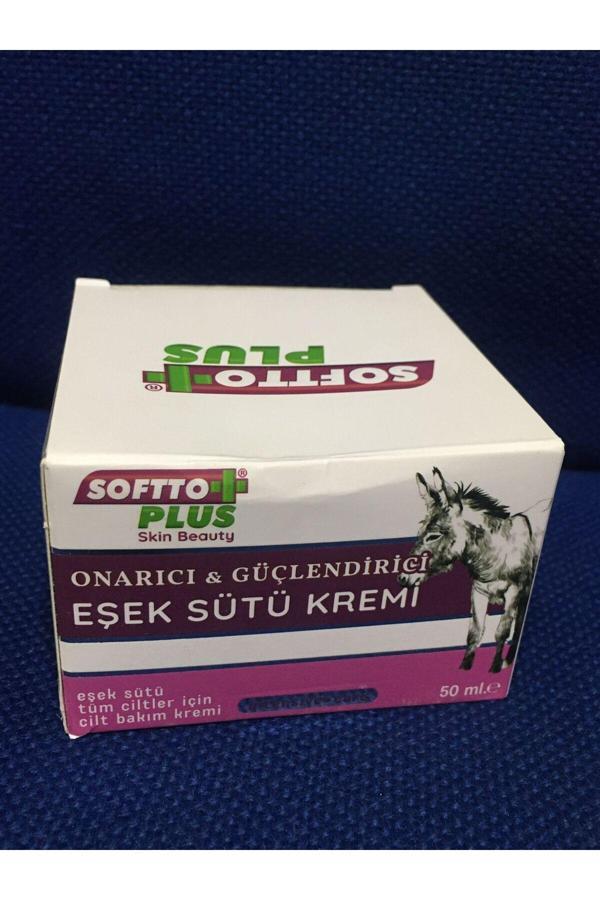 SOFTTO
PLUS
®
SOFTTO
®
PLUS
Skin Beauty
ONARICI & GÜÇLENDİRİCİ
EŞEK SÜTÜ KREMİ
eşek sütü
tüm ciltler için
cilt bakım kremi
50 ml.e